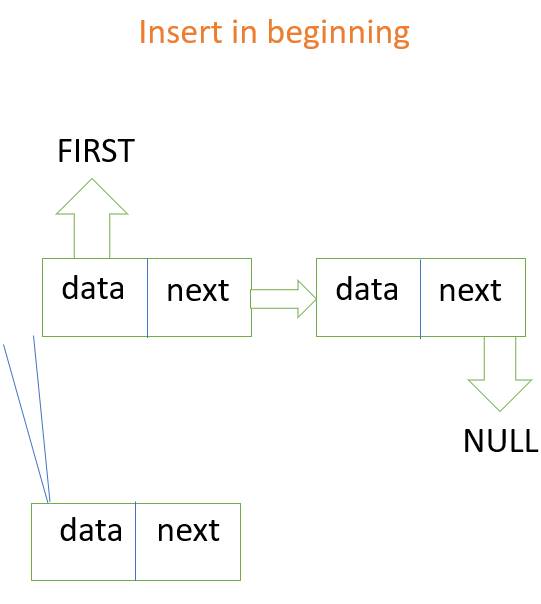 Insert in beginning
FIRST
data next data next
NULL
data next